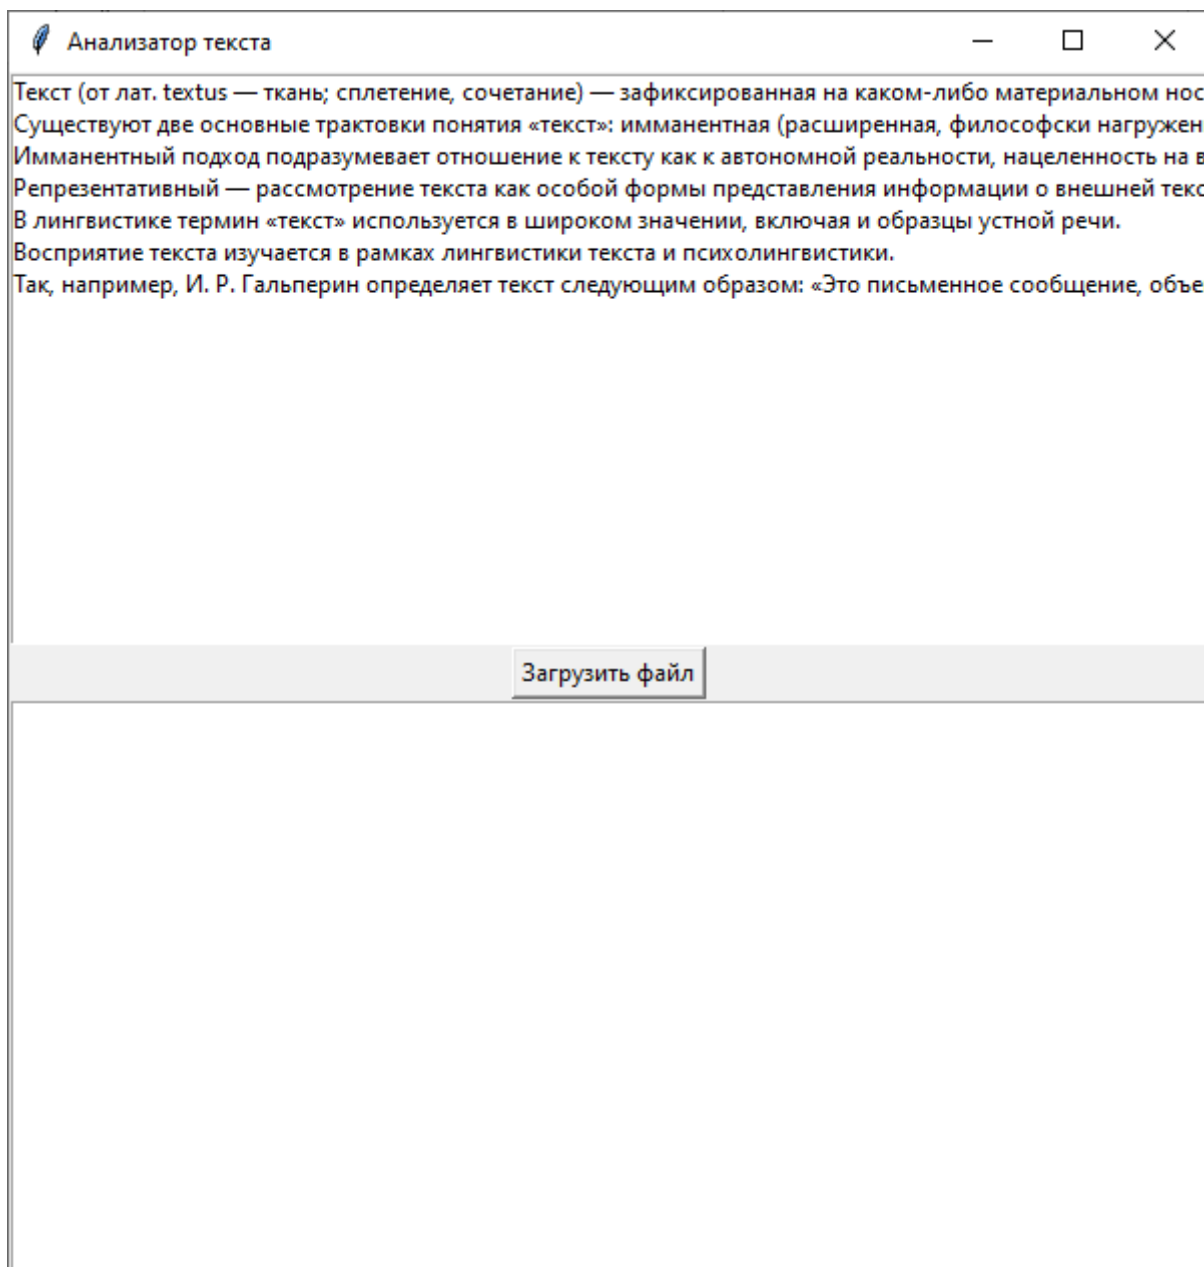 Анализатор текста
Текст (от лат. textus — ткань; сплетение, сочетание) — зафиксированная на каком-либо материальном нос
Существуют две основные трактовки понятия «текст»: имманентная (расширенная, философски нагружен
Имманентный подход подразумевает отношение к тексту как к автономной реальности, нацеленность на в
Репрезентативный — рассмотрение текста как особой формы представления информации о внешней текс
В лингвистике термин «текст» используется в широком значении, включая и образцы устной речи.
Восприятие текста изучается в рамках лингвистики текста и психолингвистики.
Так, например, И. Р. Гальперин определяет текст следующим образом: «Это письменное сообщение, объе
Загрузить файл